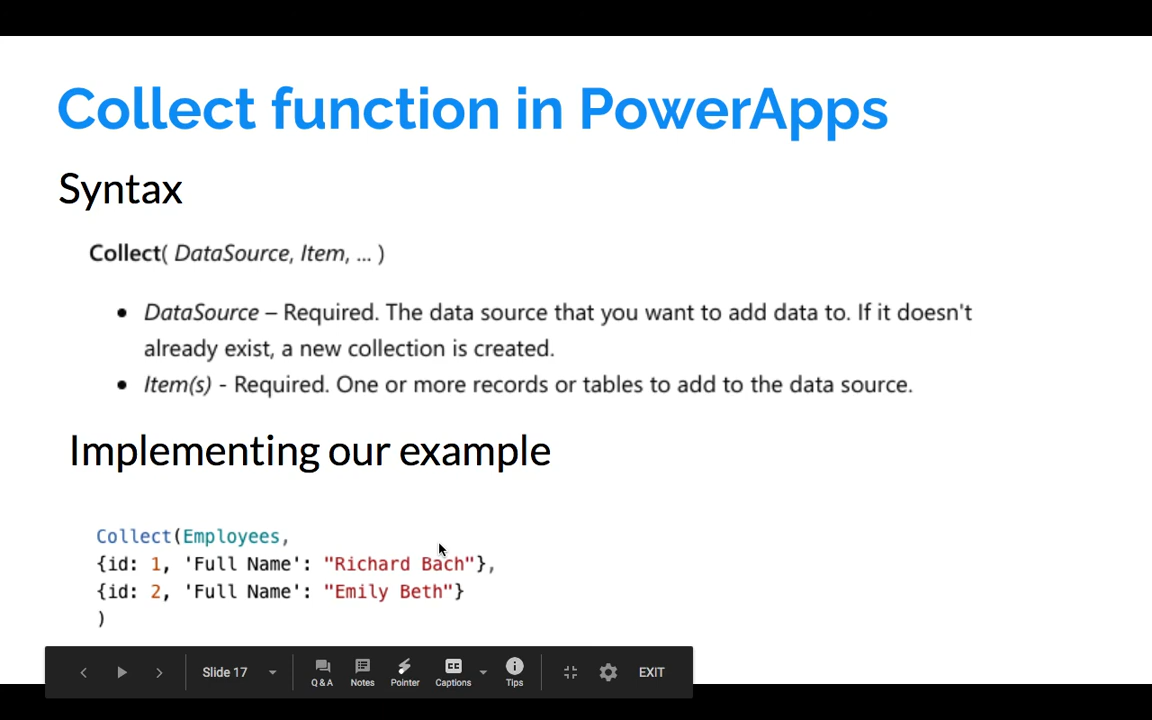 Collect function in PowerApps
Syntax
Collect( DataSource, Item, ... )
• DataSource – Required. The data source that you want to add data to. If it doesn't
already exist, a new collection is created.
• Item(s) - Required. One or more records or tables to add to the data source.
Implementing our example
Collect(Employees,
{id: 1, 'Full Name': "Richard Bach"},
{id: 2, 'Full Name': "Emily Beth"}
)
Slide 17 Q & A Notes Pointer CC Captions Tips EXIT